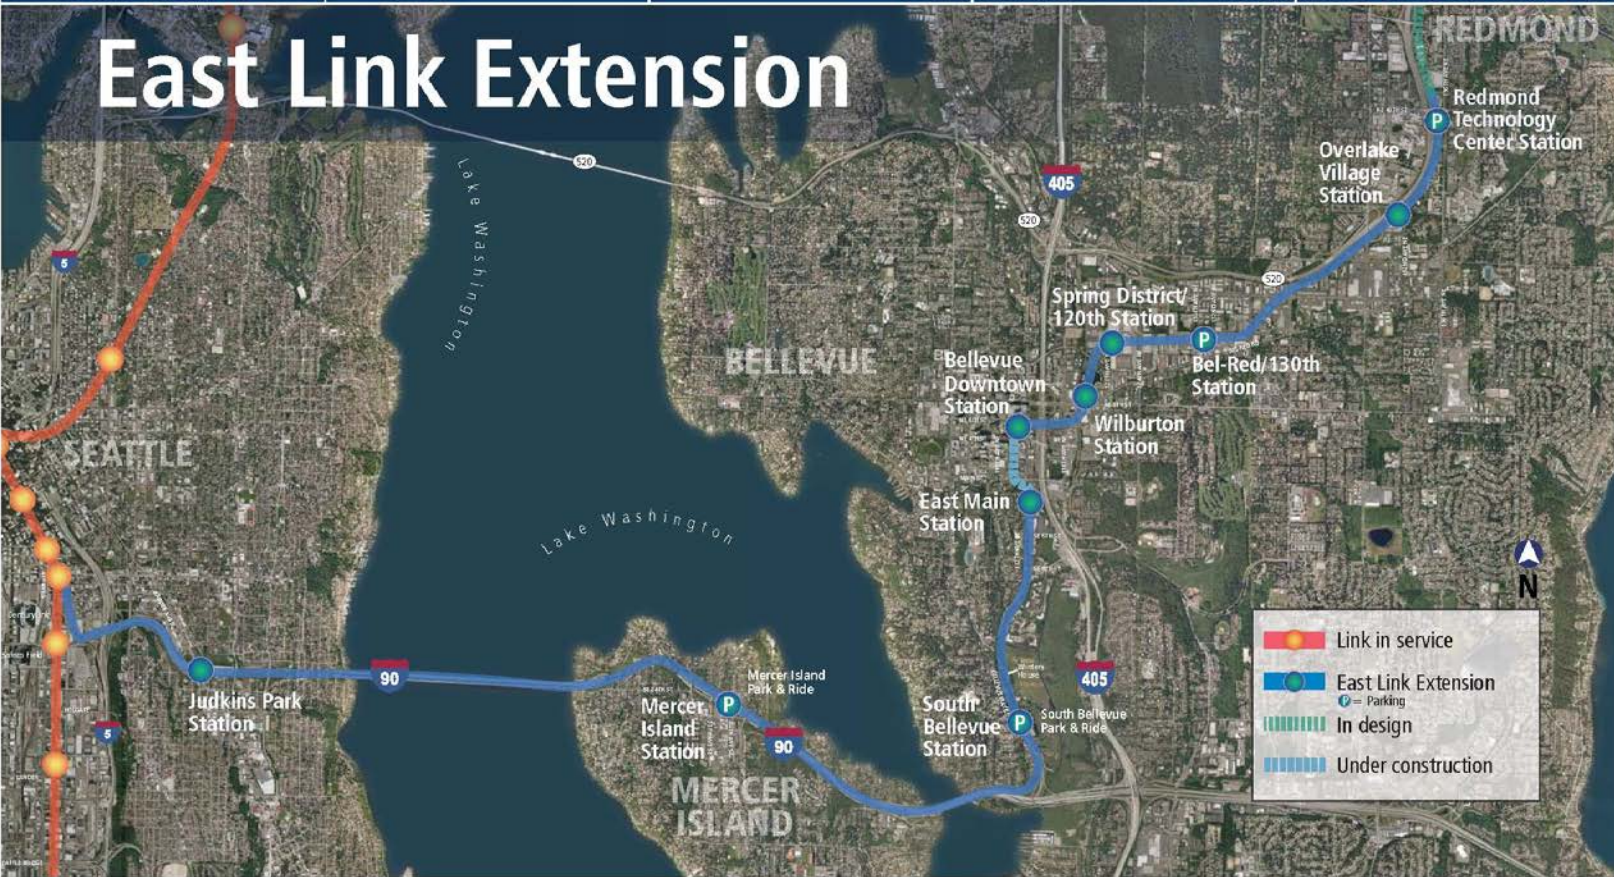 East Link Extension
REDMOND
Redmond
Technology
Center Station
Overlake
Village
Station
405
520
520
520
5
Lake Washington
Spring District/
120th Station
BELLEVUE
Bellevue
Downtown
Station
P
P
Bel-Red/130th
Station
Wilburton
Station
SEATTLE
East Main
Station
Lake Washington
N
Link in service
East Link Extension
P = Parking
In design
Under construction
90
Judkins Park
Station
5
Mercer Island
Park & Ride
P
Mercer
Island
Station
90
MERCER
ISLAND
405
South
Bellevue
Station
P
South Bellevue
Park & Ride